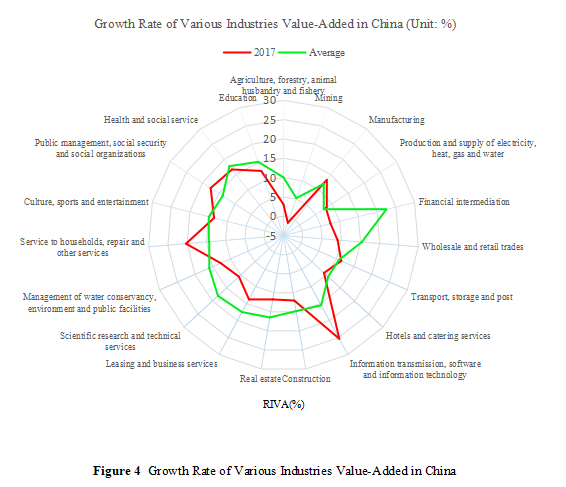 Growth Rate of Various Industries Value-Added in China (Unit: %)
2017
Average
Agriculture, forestry, animal
husbandry and fishery
Education
Mining
30
Health and social service
Manufacturing
25
Public management, social security
and social organizations
Production and supply of electricity,
heat, gas and water
20
15
10
Culture, sports and entertainment
Financial intermediation
5
0
-5
Service to households, repair and
other services
Wholesale and retail trades
Management of water conservancy,
environment and public facilities
Transport, storage and post
Scientific research and technical
services
Hotels and catering services
Leasing and business services
Information transmission, software
and information technology
Real estate
Construction
RIVA(%)
Figure 4 Growth Rate of Various Industries Value-Added in China